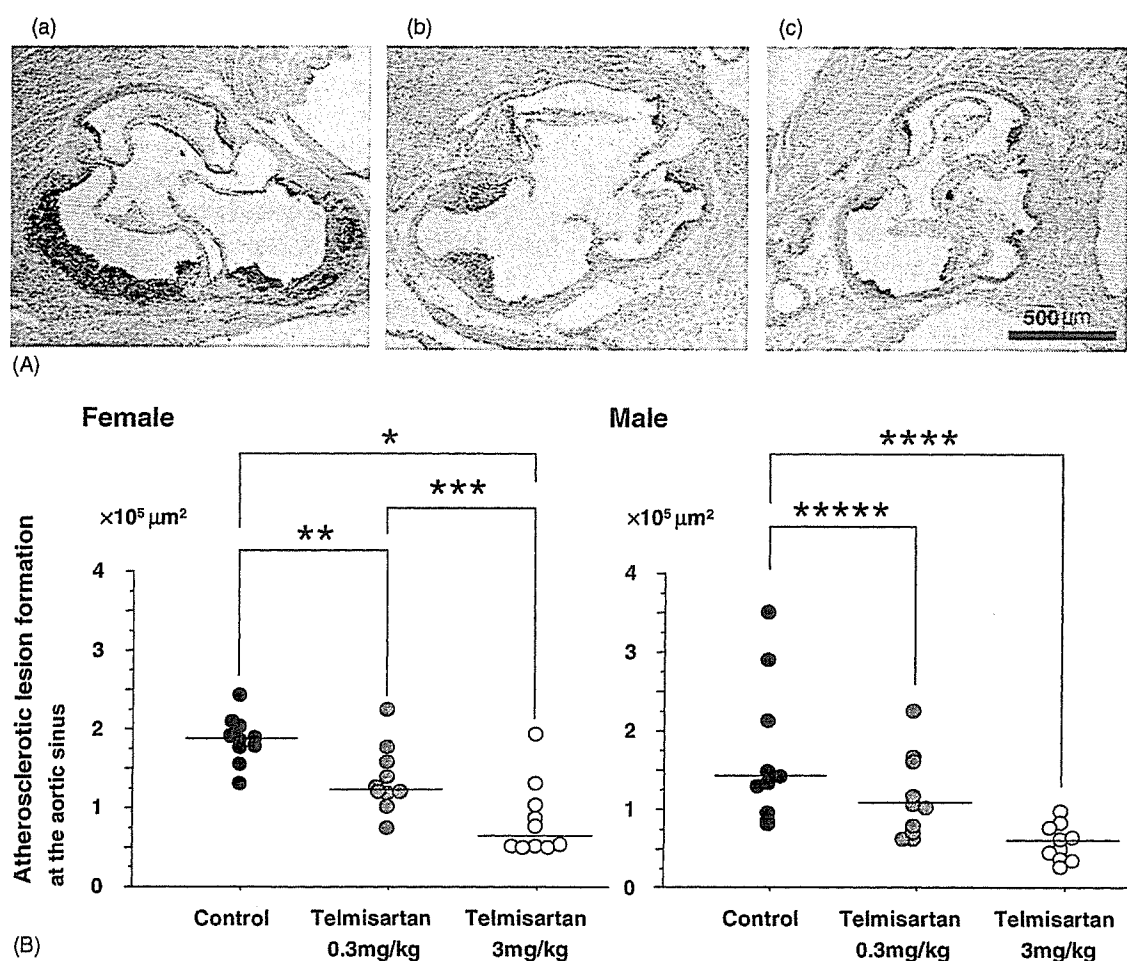 (a)
(b)
(c)
500 μm
(A)
Female
Male
*
****
***
*****
**
×10⁵ μm²
×10⁵ μm²
Atherosclerotic lesion formation
at the aortic sinus
4
3
2
1
0
4
3
2
1
0
Control
Telmisartan
0.3mg/kg
Telmisartan
3mg/kg
Control
Telmisartan
0.3mg/kg
Telmisartan
3mg/kg
(B)